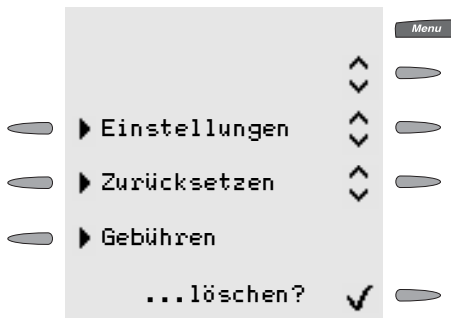 Menu
Einstellungen
Zurücksetzen
Gebühren
...löschen?